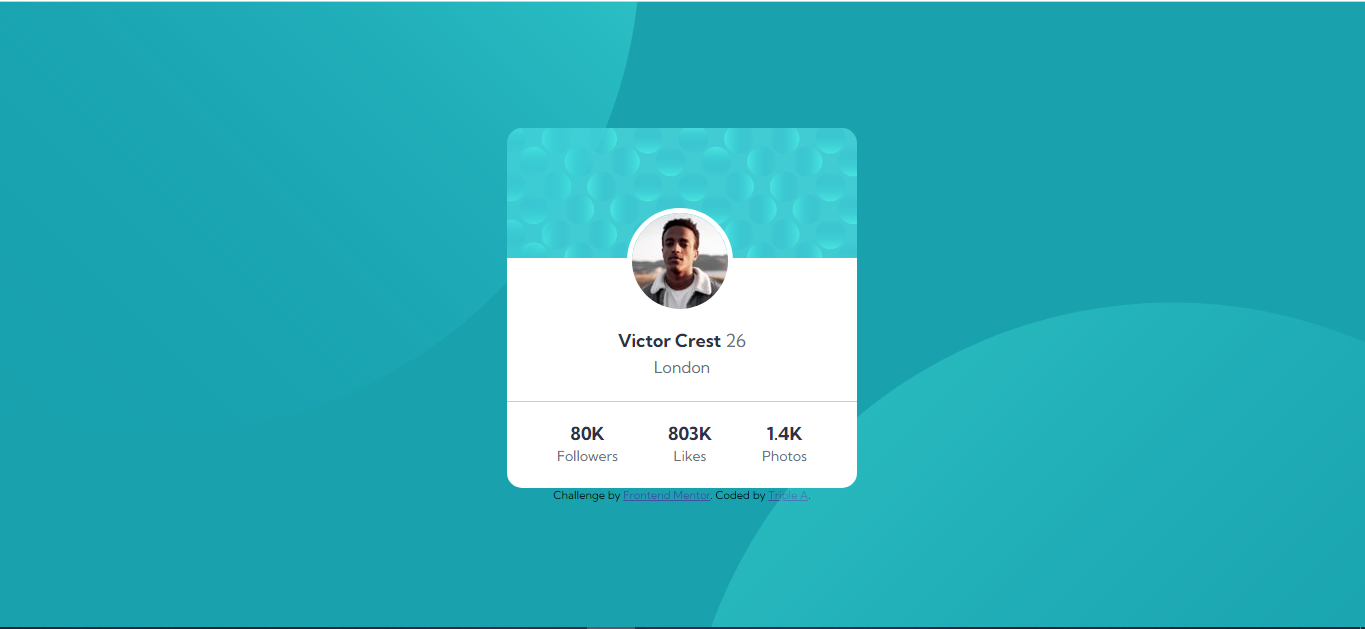 Victor Crest 26
London
80K 803K 1.4K
Followers Likes Photos
Challenge by Frontend Mentor. Coded by Triple A.